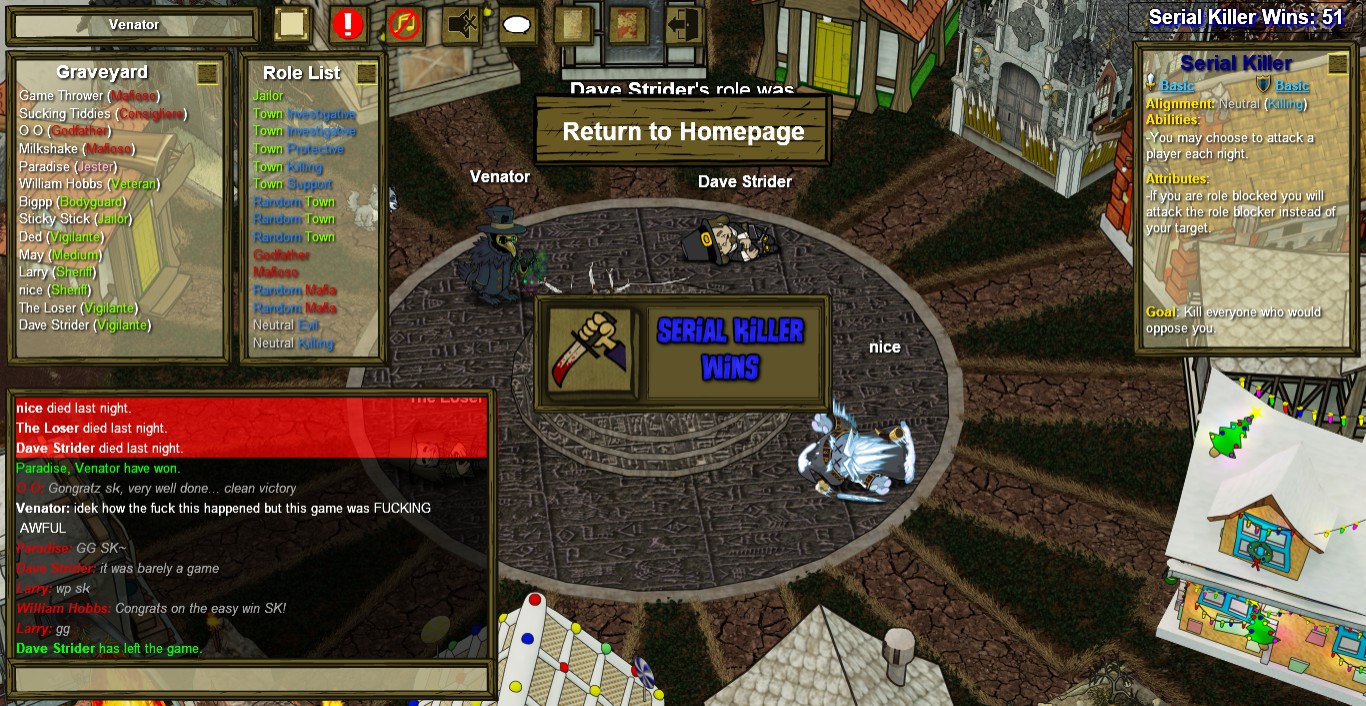 Venator
Serial Killer Wins: 51
Graveyard
Game Thrower (Mafioso)
Sucking Tiddies (Consigliere)
O O (Godfather)
Milkshake (Mafioso)
Paradise (Jester)
William Hobbs (Veteran)
Bigpp (Bodyguard)
Sticky Stick (Jailor)
Ded (Vigilante)
May (Medium)
Larry (Sheriff)
nice (Sheriff)
The Loser (Vigilante)
Dave Strider (Vigilante)
Role List
Jailor
Town Investigative
Town Investigative
Town Protective
Town Killing
Town Support
Random Town
Random Town
Random Town
Godfather
Mafioso
Random Mafia
Random Mafia
Neutral Evil
Neutral Killing
Dave Strider's role was
Return to Homepage
Venator
Dave Strider
SERIAL KILLER
WINS
nice
The Loser
Serial Killer
Basic Basic
Alignment: Neutral (Killing)
Abilities:
-You may choose to attack a
player each night.
Attributes:
-If you are role blocked you will
attack the role blocker instead of
your target.
Goal: Kill everyone who would
oppose you.
nice died last night.
The Loser died last night.
Dave Strider died last night.
Paradise, Venator have won.
O O: Gongratz sk, very well done... clean victory
Venator: idek how the fuck this happened but this game was FUCKING
AWFUL
Paradise: GG SK~
Dave Strider: it was barely a game
Larry: wp sk
William Hobbs: Congrats on the easy win SK!
Larry: gg
Dave Strider has left the game.